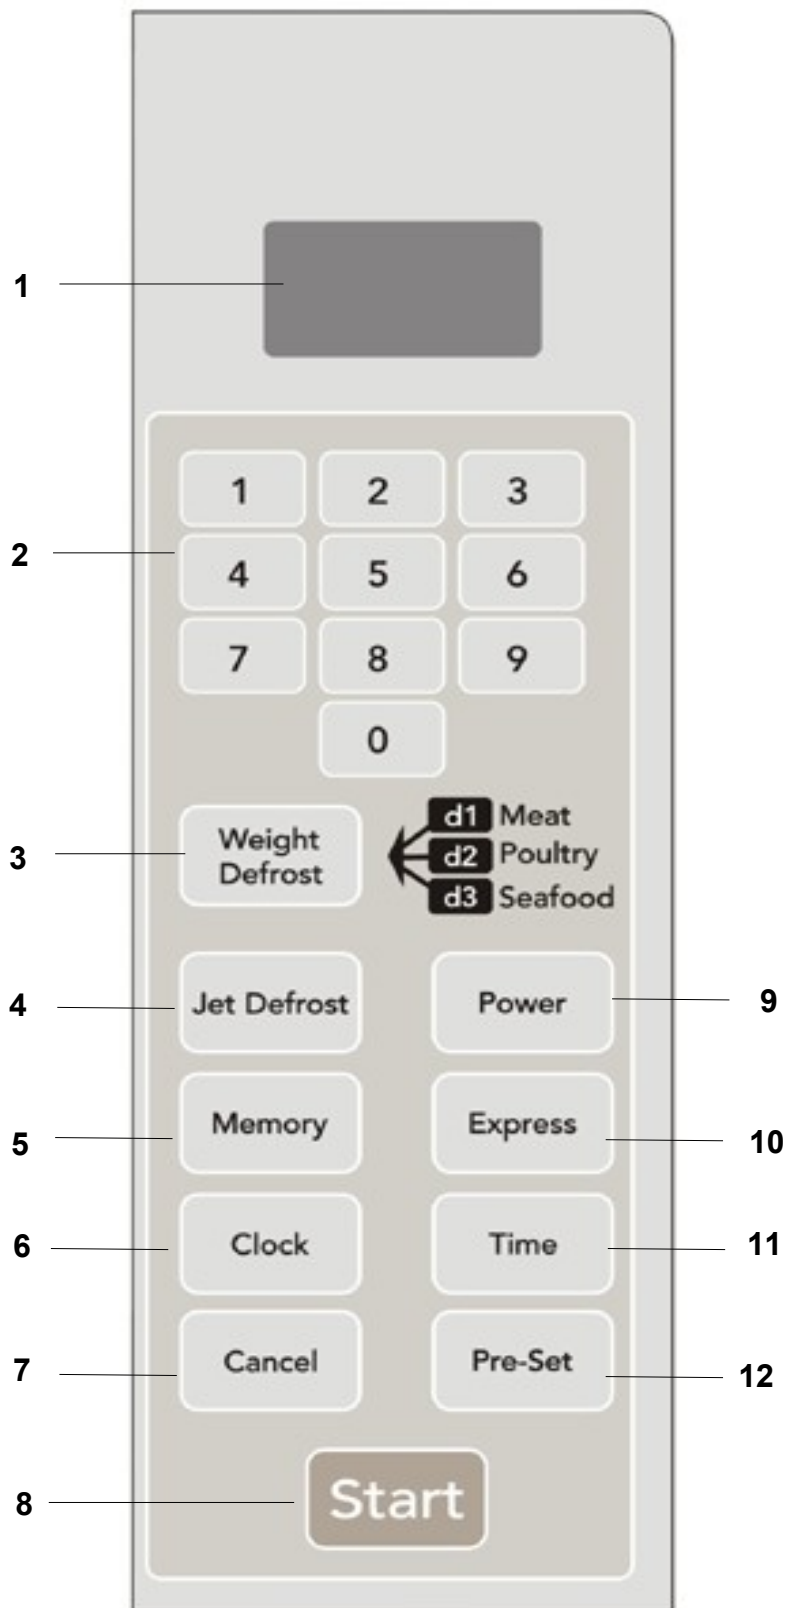 1
1 2 3
2
4 5 6
7 8 9
0
3
Weight
Defrost
d1 Meat
d2 Poultry
d3 Seafood
4
Jet Defrost
Power
9
5
Memory
Express
10
6
Clock
Time
11
7
Cancel
Pre-Set
12
8
Start